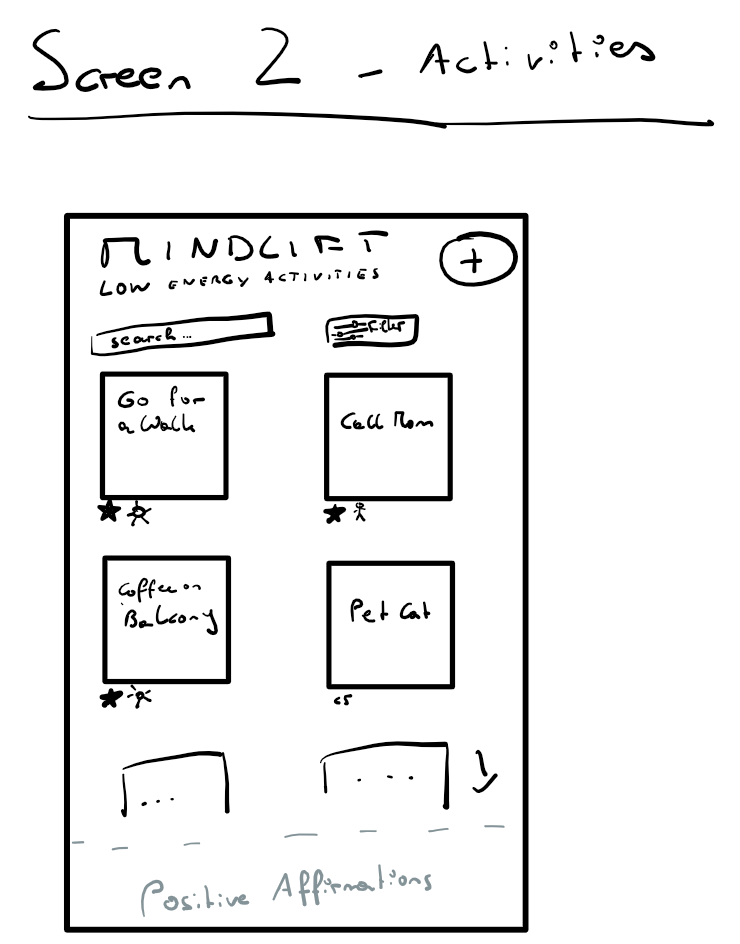 Screen 2 - Activities
MINDLIFT
LOW ENERGY ACTIVITIES
+
search...
Filter
Go for
a Walk
Call Mom
Coffee on
Balcony
Pet Cat
...
...
Positive Affirmations